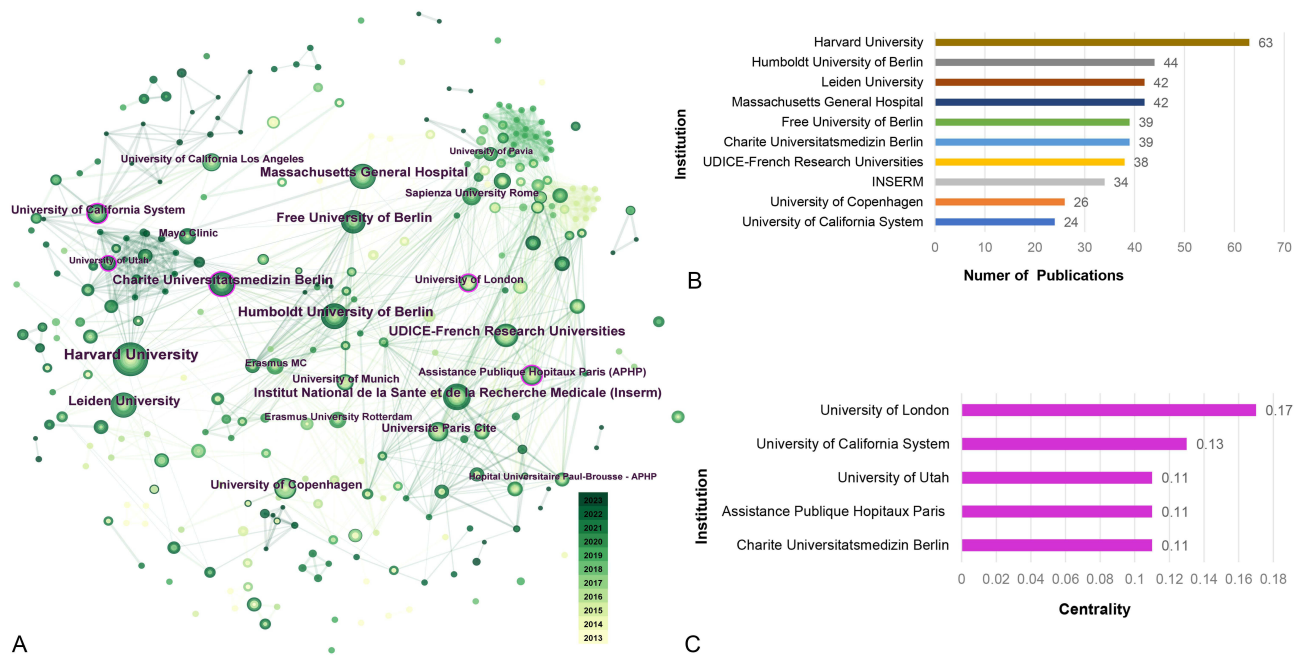 University of California Los Angeles
Massachusetts General Hospital
University of Pavia
Sapienza University Rome
University of California System
Free University of Berlin
Mayo Clinic
University of Utah
Charite Universitatsmedizin Berlin
University of London
Humboldt University of Berlin
UDICE-French Research Universities
Harvard University
Erasmus MC
Assistance Publique Hopitaux Paris (APHP)
University of Munich
Institut National de la Sante et de la Recherche Medicale (Inserm)
Leiden University
Erasmus University Rotterdam
Universite Paris Cite
Hopital Universitaire Paul-Brousse - APHP
University of Copenhagen
2023
2022
2021
2020
2019
2018
2017
2016
2015
2014
2013
A
Institution
Harvard University 63
Humboldt University of Berlin 44
Leiden University 42
Massachusetts General Hospital 42
Free University of Berlin 39
Charite Universitatsmedizin Berlin 39
UDICE-French Research Universities 38
INSERM 34
University of Copenhagen 26
University of California System 24
0 10 20 30 40 50 60 70
Numer of Publications
B
Institution
University of London 0.17
University of California System 0.13
University of Utah 0.11
Assistance Publique Hopitaux Paris 0.11
Charite Universitatsmedizin Berlin 0.11
0 0.02 0.04 0.06 0.08 0.1 0.12 0.14 0.16 0.18
Centrality
C